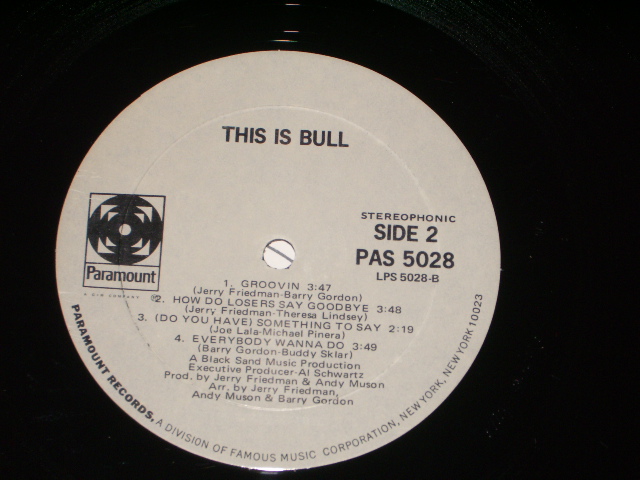 THIS IS BULL
STEREOPHONIC
SIDE 2
PAS 5028
LPS 5028-B
Paramount
A G+W COMPANY
1. GROOVIN 3:47
(Jerry Friedman-Barry Gordon)
2. HOW DO LOSERS SAY GOODBYE 3:48
(Jerry Friedman-Theresa Lindsey)
3. (DO YOU HAVE) SOMETHING TO SAY 2:19
(Joe Lala-Michael Pinera)
4. EVERYBODY WANNA DO 3:49
(Barry Gordon-Buddy Sklar)
A Black Sand Music Production
Executive Producer-Al Schwartz
Prod. by Jerry Friedman & Andy Muson
Arr. by Jerry Friedman,
Andy Muson & Barry Gordon
PARAMOUNT RECORDS, A DIVISION OF FAMOUS MUSIC CORPORATION, NEW YORK, NEW YORK 10023